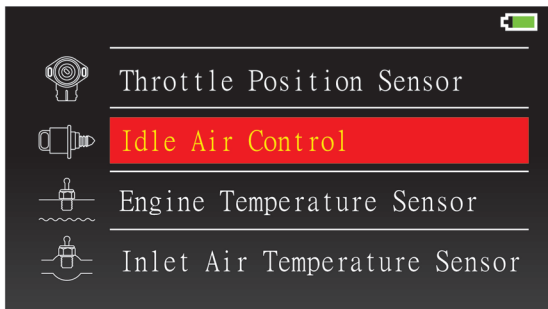 Throttle Position Sensor
Idle Air Control
Engine Temperature Sensor
Inlet Air Temperature Sensor